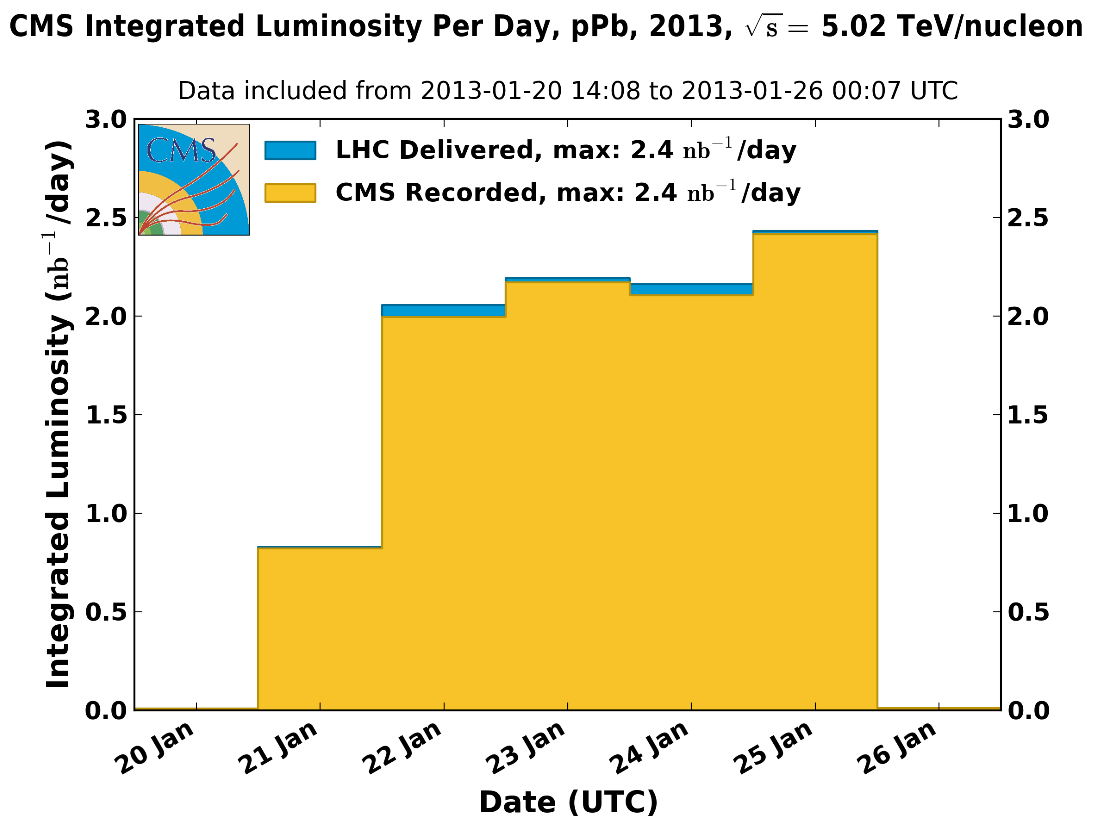 CMS Integrated Luminosity Per Day, pPb, 2013, √s = 5.02 TeV/nucleon
Data included from 2013-01-20 14:08 to 2013-01-26 00:07 UTC
CMS
LHC Delivered, max: 2.4 nb⁻¹/day
CMS Recorded, max: 2.4 nb⁻¹/day
Integrated Luminosity (nb⁻¹/day)
3.0 3.0
2.5 2.5
2.0 2.0
1.5 1.5
1.0 1.0
0.5 0.5
0.0 0.0
20 Jan 21 Jan 22 Jan 23 Jan 24 Jan 25 Jan 26 Jan
Date (UTC)